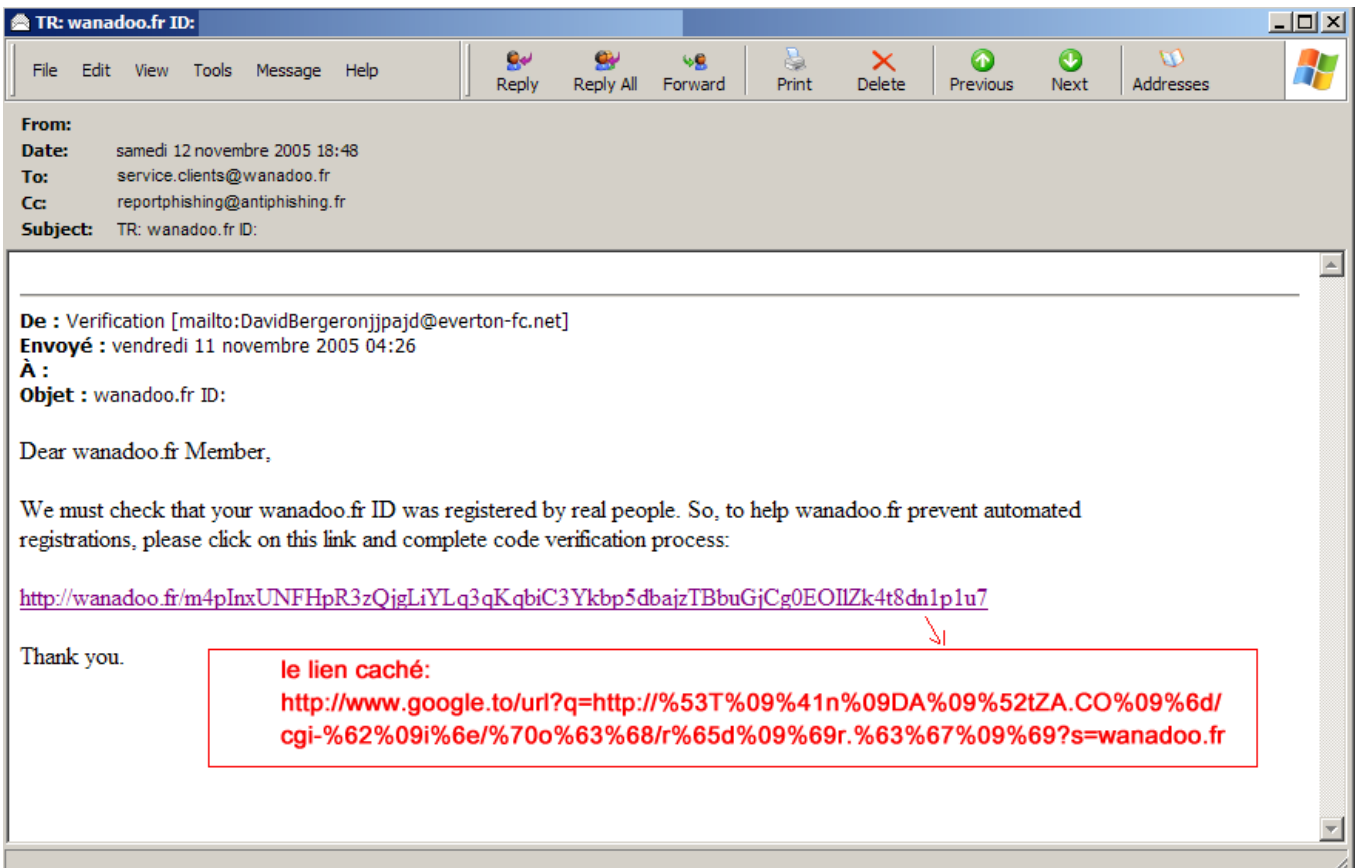 TR: wanadoo.fr ID:
File Edit View Tools Message Help Reply Reply All Forward Print Delete Previous Next Addresses
From:
Date: samedi 12 novembre 2005 18:48
To: service.clients@wanadoo.fr
Cc: reportphishing@antiphishing.fr
Subject: TR: wanadoo.fr ID:
De : Verification [mailto:DavidBergeronjjpajd@everton-fc.net]
Envoyé : vendredi 11 novembre 2005 04:26
À :
Objet : wanadoo.fr ID:
Dear wanadoo.fr Member,
We must check that your wanadoo.fr ID was registered by real people. So, to help wanadoo.fr prevent automated
registrations, please click on this link and complete code verification process:
http://wanadoo.fr/m4pInxUNFHpR3zQjgLiYLq3qKqbiC3Ykbp5dbajzTBbuGjCg0EOIlZk4t8dn1p1u7
Thank you.
le lien caché:
http://www.google.to/url?q=http://%53T%09%41n%09DA%09%52tZA.CO%09%6d/
cgi-%62%09i%6e/%70o%63%68/r%65d%09%69r.%63%67%09%69?s=wanadoo.fr